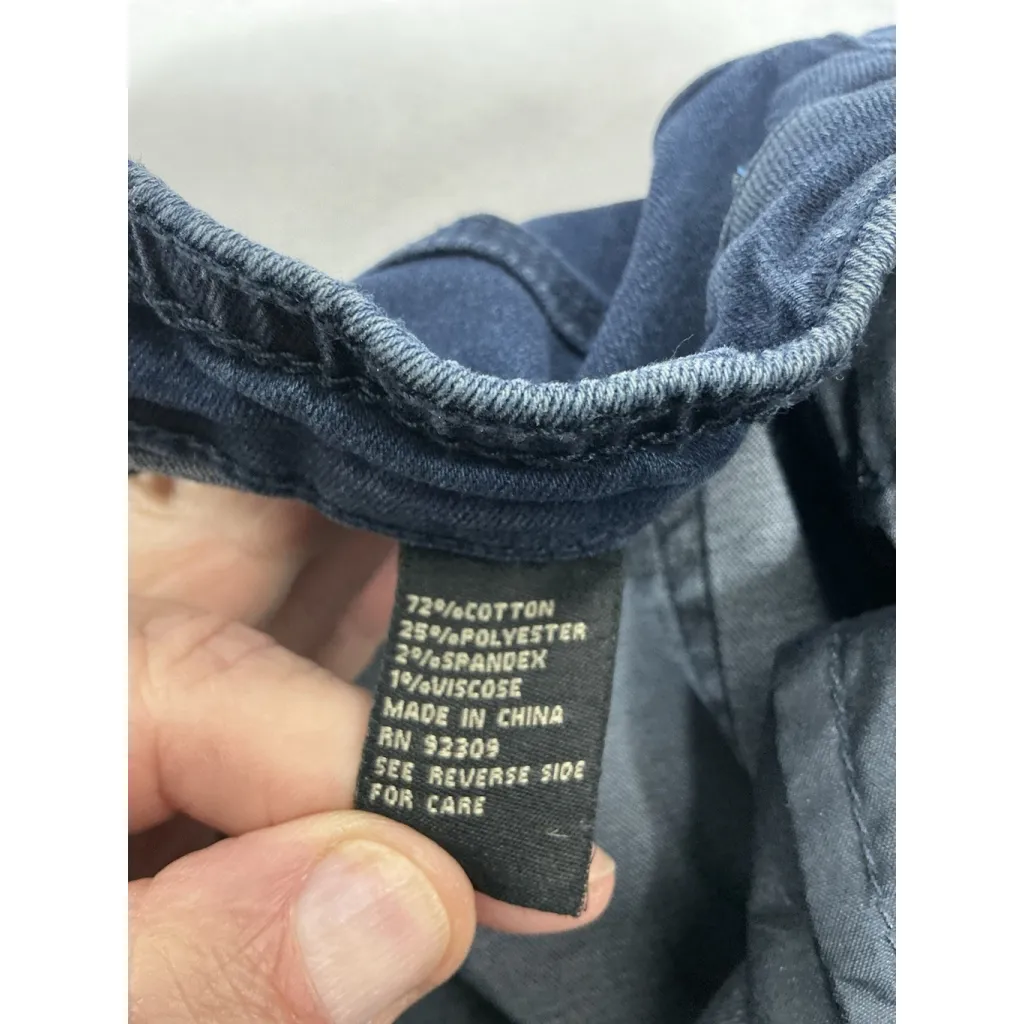 72%COTTON
25%POLYESTER
2%SPANDEX
1%VISCOSE
MADE IN CHINA
RN 92309
SEE REVERSE SIDE
FOR CARE